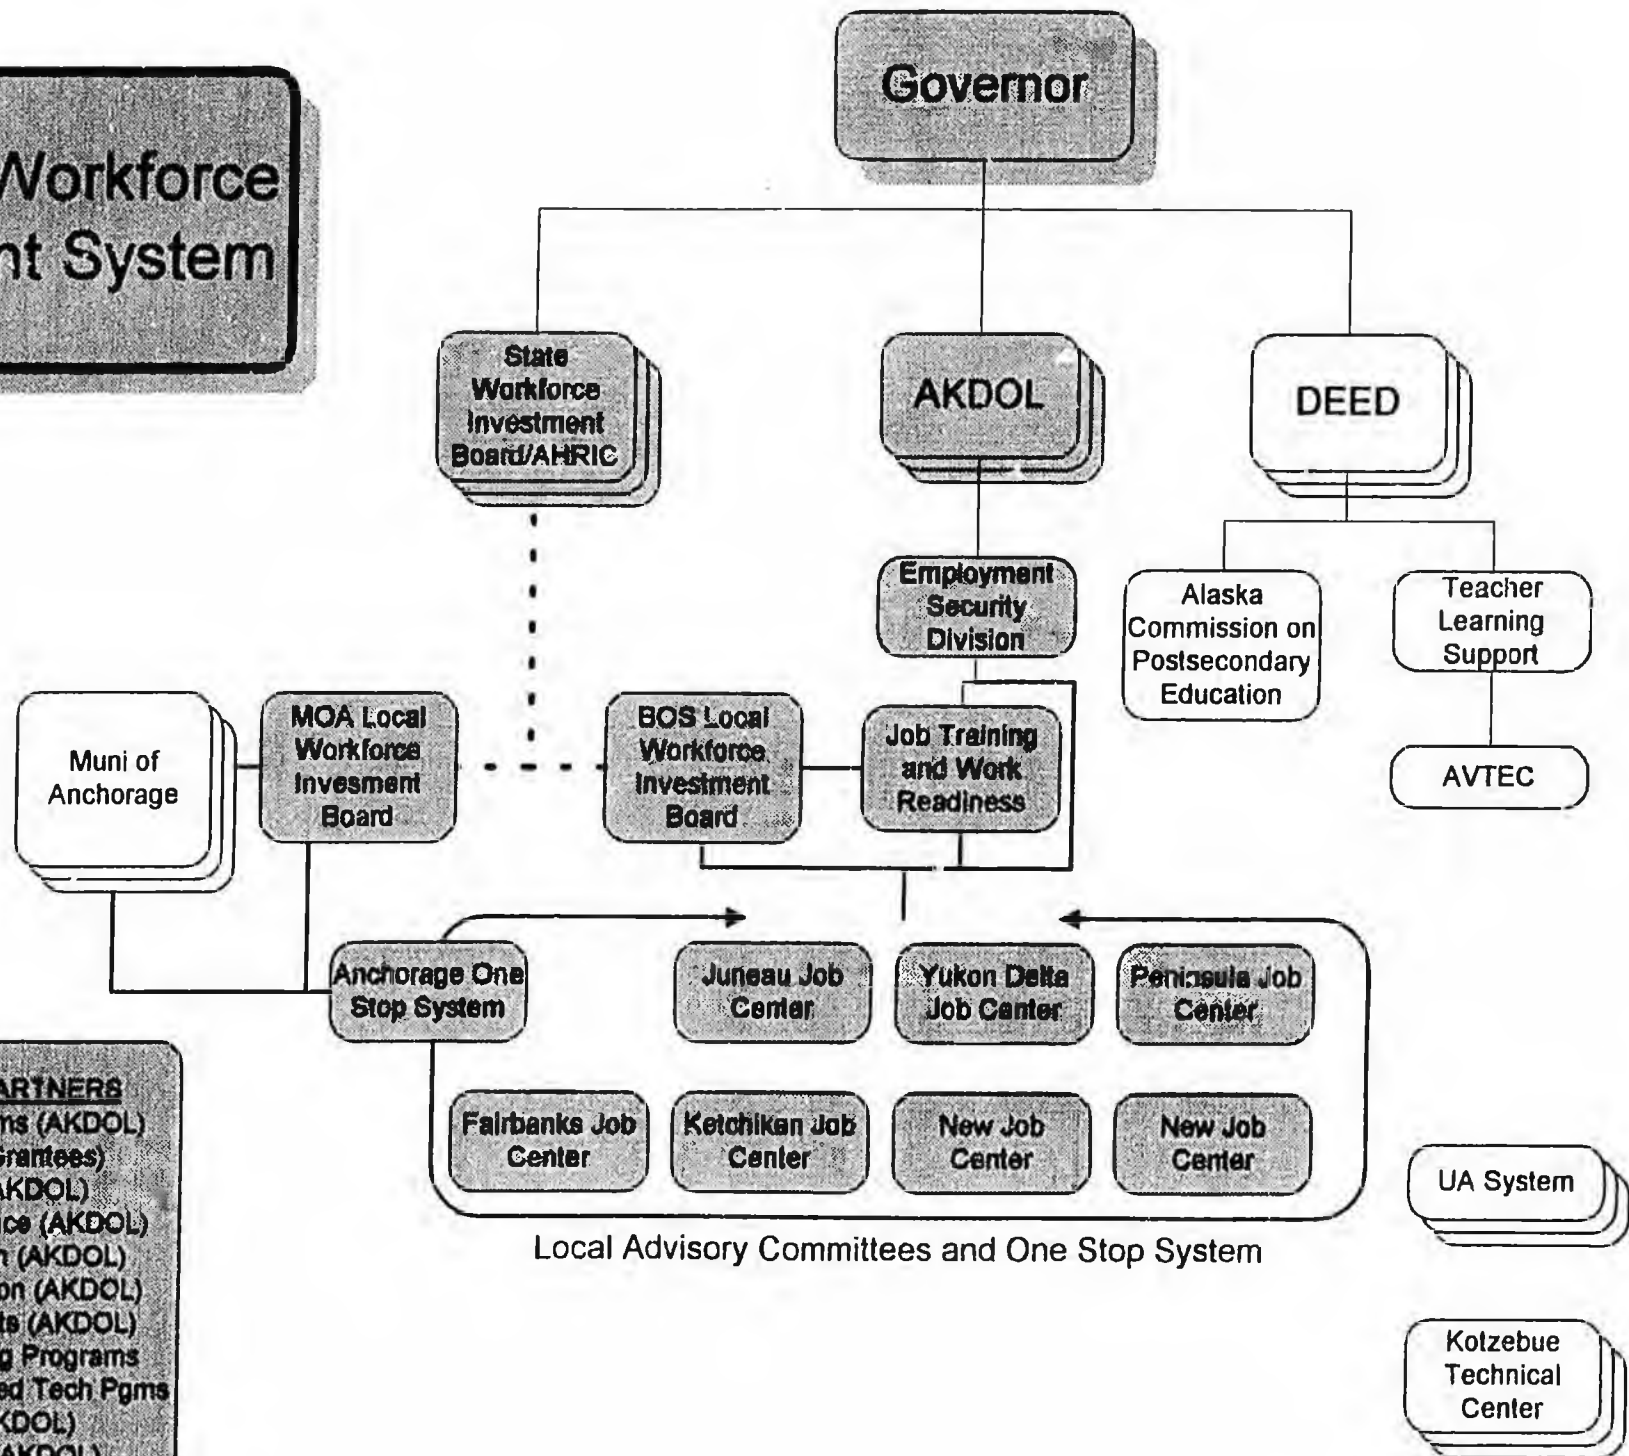 Workforce
nt System
Governor
State
Workforce
Investment
Board/AHRIC
AKDOL
DEED
Employment
Security
Division
Alaska
Commission on
Postsecondary
Education
Teacher
Learning
Support
Muni of
Anchorage
MOA Local
Workforce
Invesment
Board
BOS Local
Workforce
Investment
Board
Job Training
and Work
Readiness
AVTEC
Anchorage One
Stop System
Juneau Job
Center
Yukon Delta
Job Center
Peninsula Job
Center
Fairbanks Job
Center
Ketchikan Job
Center
New Job
Center
New Job
Center
Local Advisory Committees and One Stop System
ARTNERS
ms (AKDOL)
Grantees)
AKDOL)
ice (AKDOL)
n (AKDOL)
on (AKDOL)
ts (AKDOL)
g Programs
ed Tech Pgms
KDOL)
(AKDOL)
UA System
Kotzebue
Technical
Center